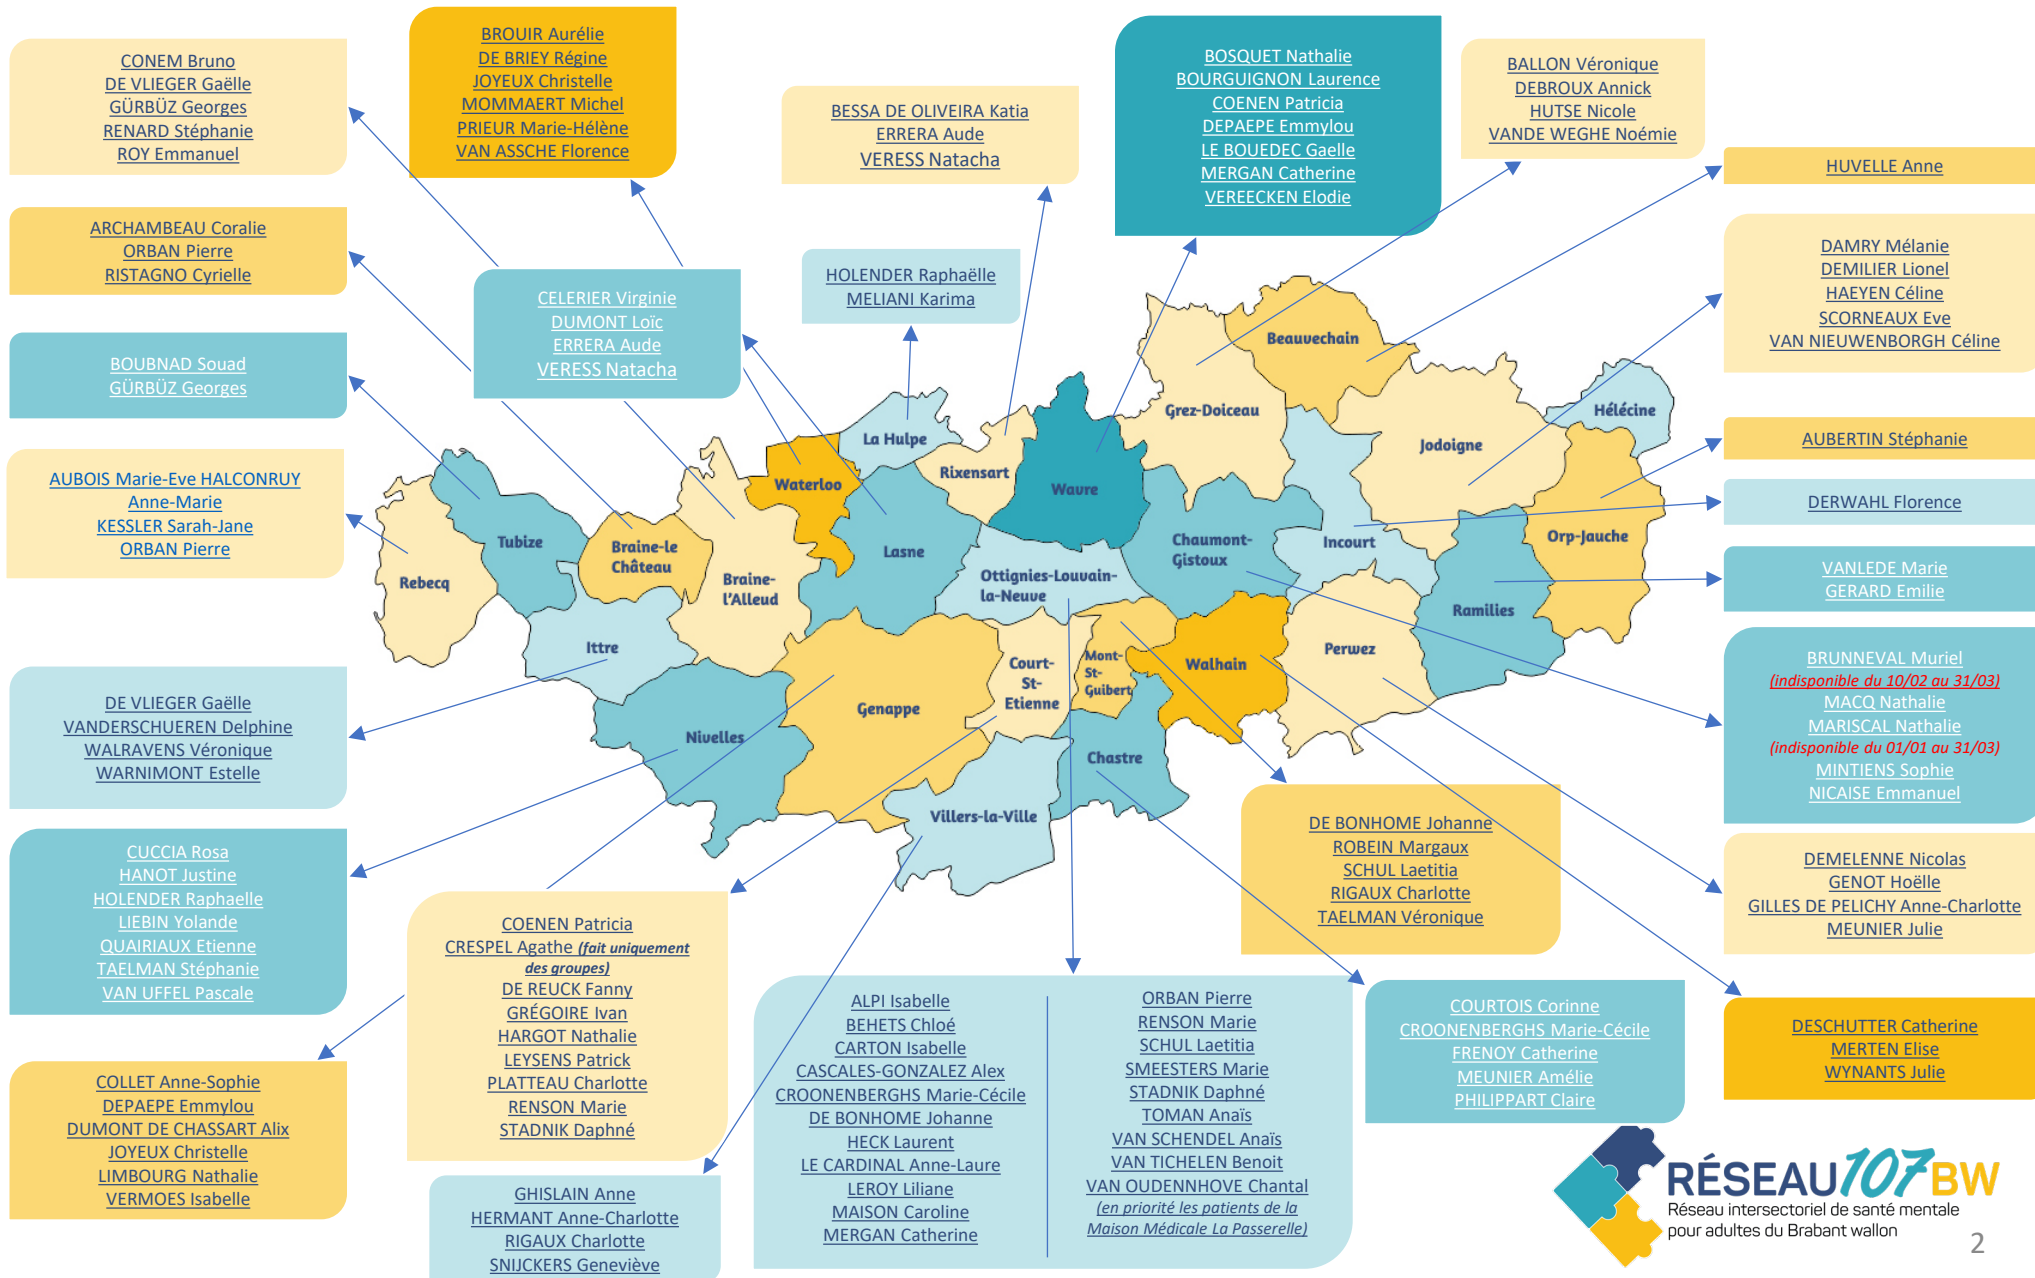 CONEM Bruno
DE VLIEGER Gaëlle
GÜRBÜZ Georges
RENARD Stéphanie
ROY Emmanuel
BROUIR Aurélie
DE BRIEY Régine
JOYEUX Christelle
MOMMAERT Michel
PRIEUR Marie-Hélène
VAN ASSCHE Florence
BESSA DE OLIVEIRA Katia
ERRERA Aude
VERESS Natacha
BOSQUET Nathalie
BOURGUIGNON Laurence
COENEN Patricia
DEPAEPE Emmylou
LE BOUEDEC Gaelle
MERGAN Catherine
VEREECKEN Elodie
BALLON Véronique
DEBROUX Annick
HUTSE Nicole
VANDE WEGHE Noémie
HUVELLE Anne
ARCHAMBEAU Coralie
ORBAN Pierre
RISTAGNO Cyrielle
CELERIER Virginie
DUMONT Loïc
ERRERA Aude
VERESS Natacha
HOLENDER Raphaëlle
MELIANI Karima
DAMRY Mélanie
DEMILIER Lionel
HAEYEN Céline
SCORNEAUX Eve
VAN NIEUWENBORGH Céline
BOUBNAD Souad
GÜRBÜZ Georges
AUBERTIN Stéphanie
AUBOIS Marie-Eve HALCONRUY
Anne-Marie
KESSLER Sarah-Jane
ORBAN Pierre
DERWAHL Florence
VANLEDE Marie
GERARD Emilie
Beauvechain
Grez-Doiceau
Hélécine
Jodoigne
La Hulpe
Rixensart
Waterloo
Wavre
Tubize
Braine-le
Château
Lasne
Chaumont-
Gistoux
Incourt
Orp-Jauche
Rebecq
Braine-
l'Alleud
Ottignies-Louvain-
la-Neuve
Ramilies
Ittre
Perwez
Court-
St-
Etienne
Mont-
St-
Guibert
Walhain
Genappe
Nivelles
Chastre
Villers-la-Ville
DE VLIEGER Gaëlle
VANDERSCHUEREN Delphine
WALRAVENS Véronique
WARNIMONT Estelle
BRUNNEVAL Muriel
(indisponible du 10/02 au 31/03)
MACQ Nathalie
MARISCAL Nathalie
(indisponible du 01/01 au 31/03)
MINTIENS Sophie
NICAISE Emmanuel
CUCCIA Rosa
HANOT Justine
HOLENDER Raphaelle
LIEBIN Yolande
QUAIRIAUX Etienne
TAELMAN Stéphanie
VAN UFFEL Pascale
DE BONHOME Johanne
ROBEIN Margaux
SCHUL Laetitia
RIGAUX Charlotte
TAELMAN Véronique
DEMELENNE Nicolas
GENOT Hoëlle
GILLES DE PELICHY Anne-Charlotte
MEUNIER Julie
COENEN Patricia
CRESPEL Agathe (fait uniquement
des groupes)
DE REUCK Fanny
GRÉGOIRE Ivan
HARGOT Nathalie
LEYSENS Patrick
PLATTEAU Charlotte
RENSON Marie
STADNIK Daphné
ALPI Isabelle
BEHETS Chloé
CARTON Isabelle
CASCALES-GONZALEZ Alex
CROONENBERGHS Marie-Cécile
DE BONHOME Johanne
HECK Laurent
LE CARDINAL Anne-Laure
LEROY Liliane
MAISON Caroline
MERGAN Catherine
ORBAN Pierre
RENSON Marie
SCHUL Laetitia
SMEESTERS Marie
STADNIK Daphné
TOMAN Anaïs
VAN SCHENDEL Anaïs
VAN TICHELEN Benoit
VAN OUDENNHOVE Chantal
(en priorité les patients de la
Maison Médicale La Passerelle)
COURTOIS Corinne
CROONENBERGHS Marie-Cécile
FRENOY Catherine
MEUNIER Amélie
PHILIPPART Claire
DESCHUTTER Catherine
MERTEN Elise
WYNANTS Julie
COLLET Anne-Sophie
DEPAEPE Emmylou
DUMONT DE CHASSART Alix
JOYEUX Christelle
LIMBOURG Nathalie
VERMOES Isabelle
GHISLAIN Anne
HERMANT Anne-Charlotte
RIGAUX Charlotte
SNIJCKERS Geneviève
RÉSEAU107BW
Réseau intersectoriel de santé mentale
pour adultes du Brabant wallon
2